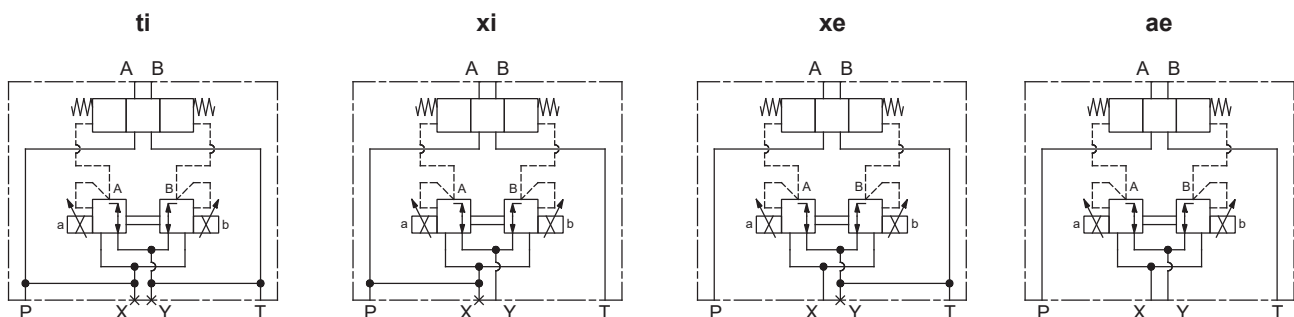 ti xi xe ae
A B A B A B A B
A B A B A B A B
a b a b a b a b
P X Y T P X Y T P X Y T P X Y T